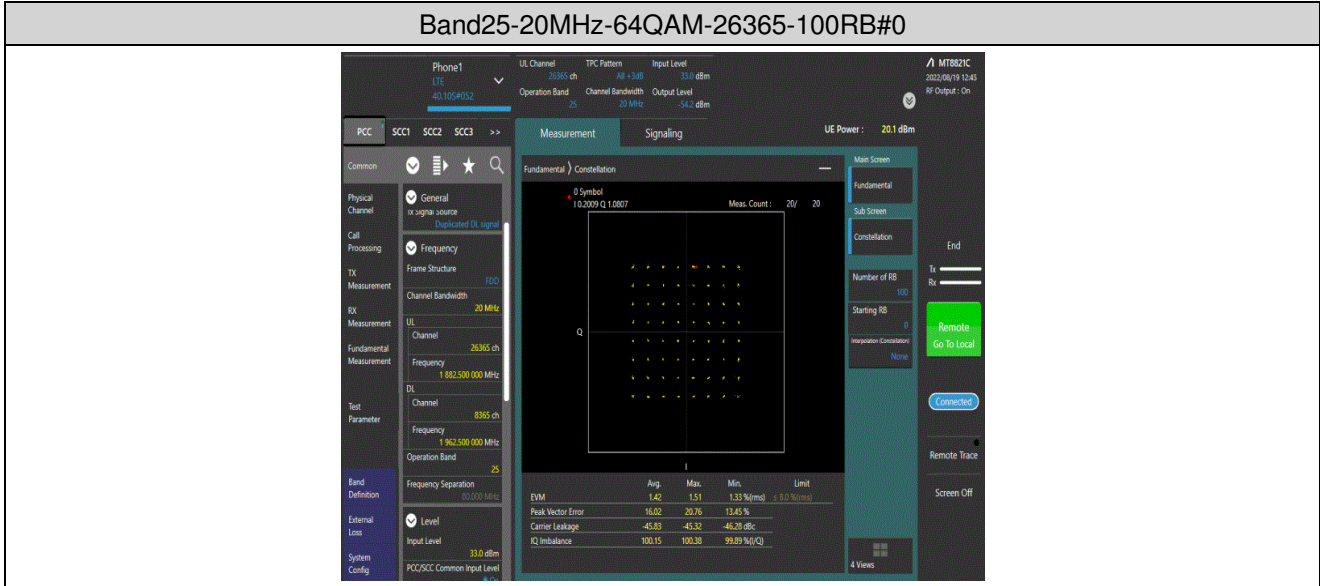 Band25-20MHz-64QAM-26365-100RB#0
Phone1
LTE
40.10S#052
UL Channel
26365 ch
TPC Pattern
All +3dB
Input Level
33.0 dBm
Operation Band
25
Channel Bandwidth
20 MHz
Output Level
-54.2 dBm
MT8821C
2022/08/19 12:45
RF Output : On
PCC
SCC1
SCC2
SCC3
>>
Measurement
Signaling
UE Power : 20.1 dBm
Common
Physical
Channel
Call
Processing
TX
Measurement
RX
Measurement
Fundamental
Measurement
Test
Parameter
Band
Definition
External
Loss
System
Config
General
Tx Signal Source
Duplicated DL signal
Frequency
Frame Structure
FDD
Channel Bandwidth
20 MHz
UL
Channel
26365 ch
Frequency
1 882.500 000 MHz
DL
Channel
8365 ch
Frequency
1 962.500 000 MHz
Operation Band
25
Frequency Separation
80.000 MHz
Level
Input Level
33.0 dBm
PCC/SCC Common Input Level
On
Fundamental 〉 Constellation
0 Symbol
I 0.2009 Q 1.0807
Meas. Count : 20/ 20
Q
I
Avg. Max. Min. Limit
EVM 1.42 1.51 1.33 %(rms) ≤ 8.0 %(rms)
Peak Vector Error 16.02 20.76 13.45 %
Carrier Leakage -45.83 -45.32 -46.28 dBc
IQ Imbalance 100.15 100.38 99.89 %(I/Q)
Main Screen
Fundamental
Sub Screen
Constellation
Number of RB
100
Starting RB
0
Interpolation (Constellation)
None
4 Views
End
Tx
Rx
Remote
Go To Local
Connected
Remote Trace
Screen Off